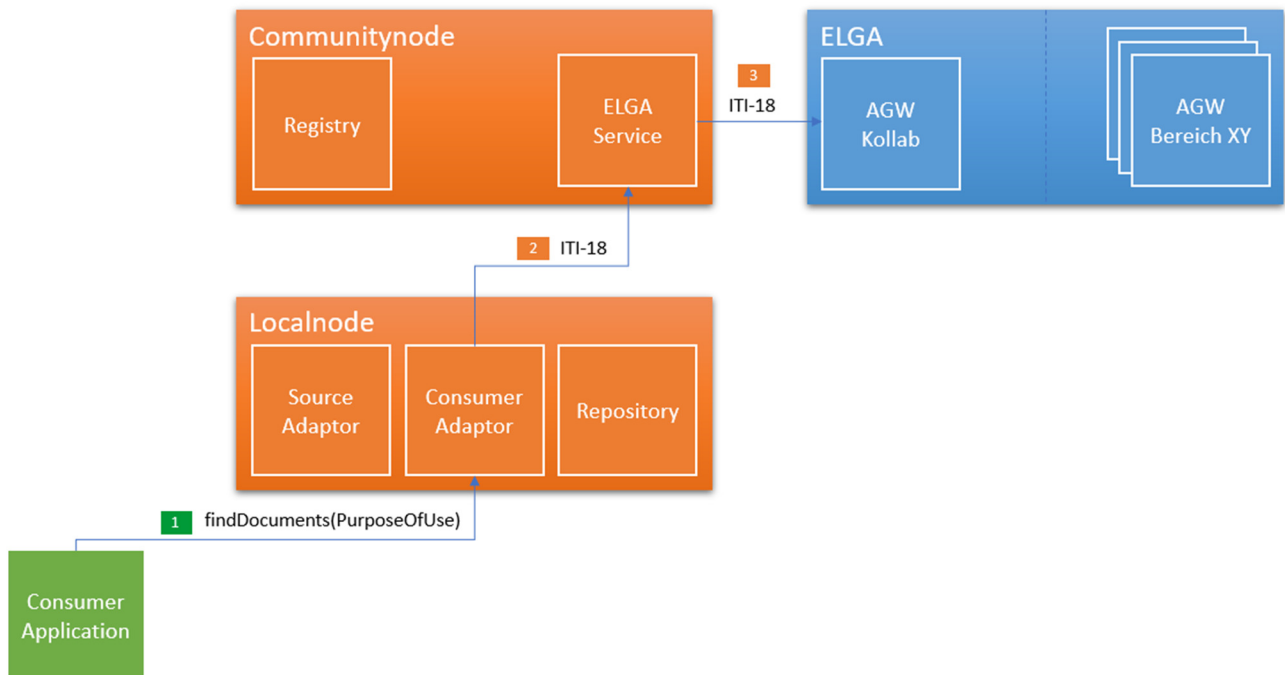 Communitynode
Registry
ELGA
Service
3
ITI-18
ELGA
AGW
Kollab
AGW
Bereich XY
2 ITI-18
Localnode
Source
Adaptor
Consumer
Adaptor
Repository
1 findDocuments(PurposeOfUse)
Consumer
Application